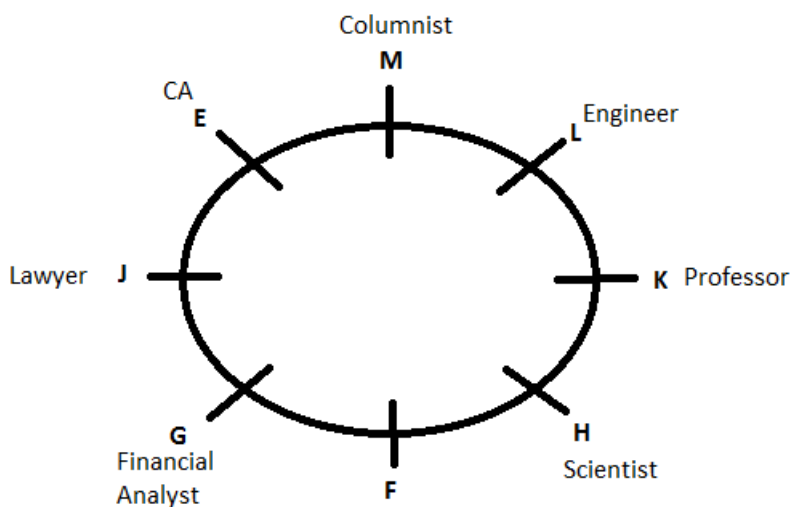 Columnist
M
CA
E
Engineer
L
Lawyer J
K Professor
G
Financial
Analyst
H
Scientist
F